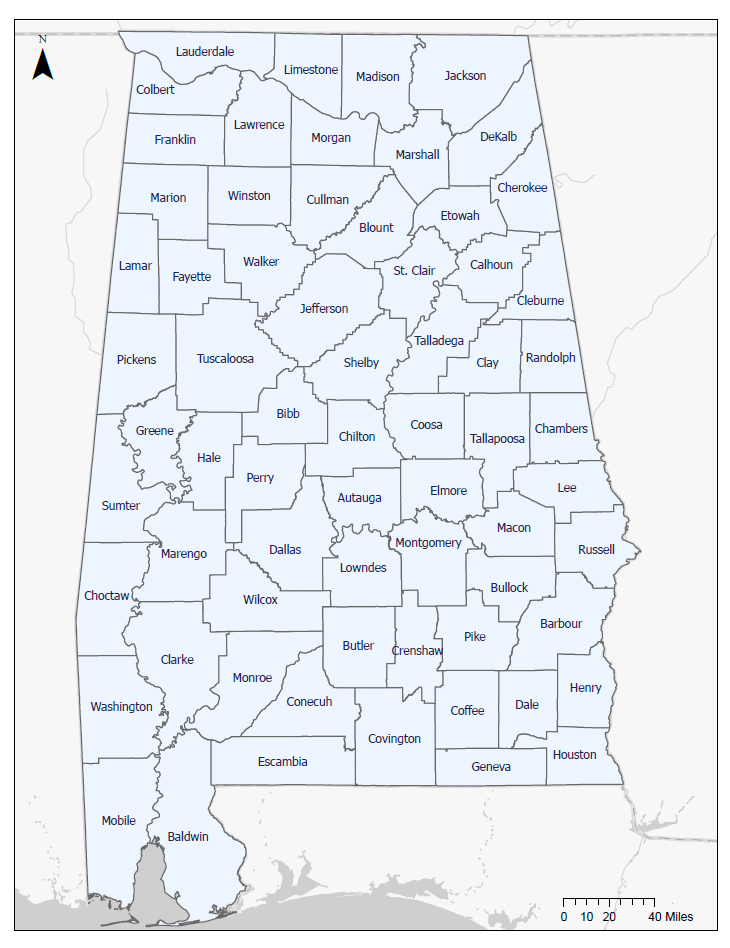 N
Lauderdale
Limestone
Madison
Jackson
Colbert
Lawrence
Franklin
Morgan
Marshall
DeKalb
Cherokee
Marion
Winston
Cullman
Blount
Etowah
Lamar
Fayette
Walker
St. Clair
Calhoun
Cleburne
Jefferson
Talladega
Pickens
Tuscaloosa
Shelby
Clay
Randolph
Greene
Bibb
Chilton
Coosa
Tallapoosa
Chambers
Hale
Perry
Autauga
Elmore
Lee
Sumter
Dallas
Montgomery
Macon
Russell
Marengo
Lowndes
Bullock
Choctaw
Wilcox
Barbour
Clarke
Butler
Crenshaw
Pike
Monroe
Henry
Washington
Conecuh
Coffee
Dale
Covington
Escambia
Geneva
Houston
Mobile
Baldwin
0 10 20 40 Miles